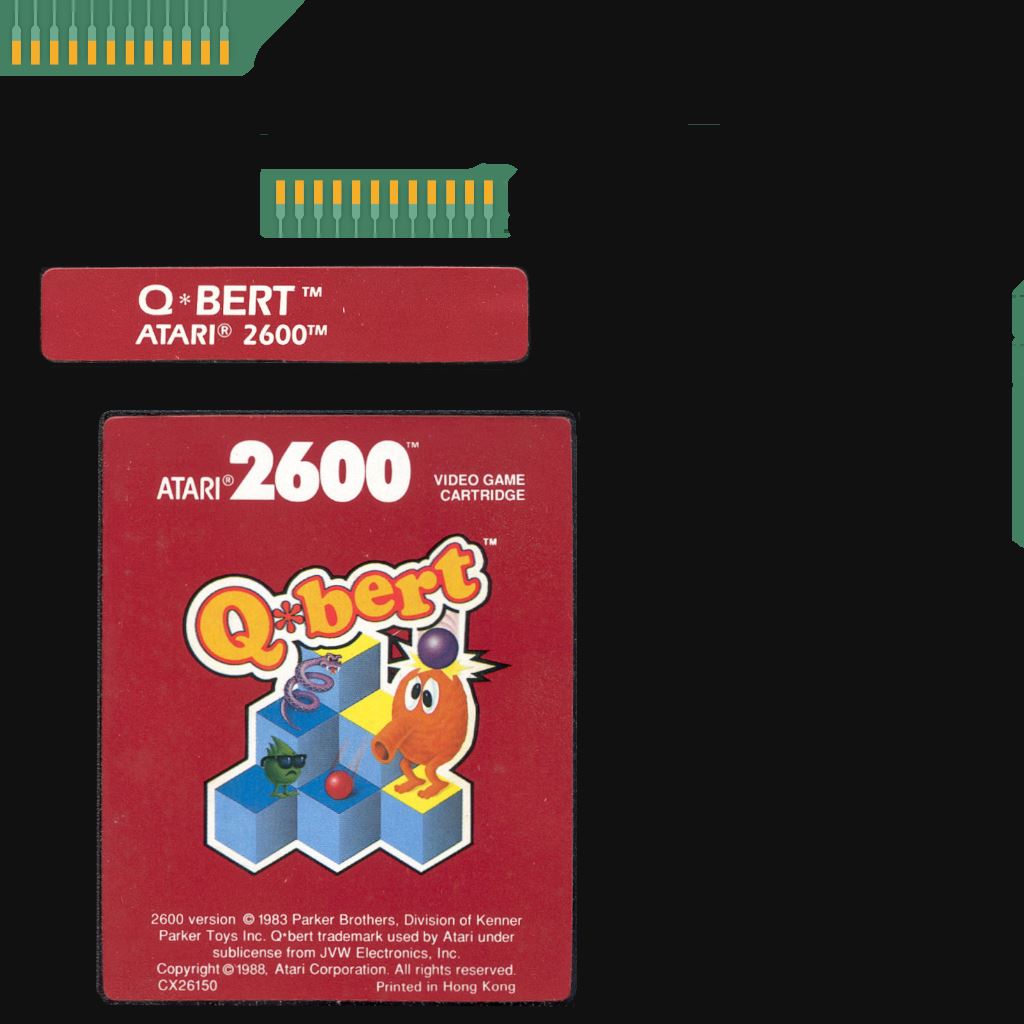 Q*BERT™
ATARI® 2600™
ATARI® 2600™ VIDEO GAME CARTRIDGE
Q*bert™
2600 version © 1983 Parker Brothers, Division of Kenner
Parker Toys Inc. Q*bert trademark used by Atari under
sublicense from JVW Electronics, Inc.
Copyright © 1988, Atari Corporation. All rights reserved.
CX26150 Printed in Hong Kong